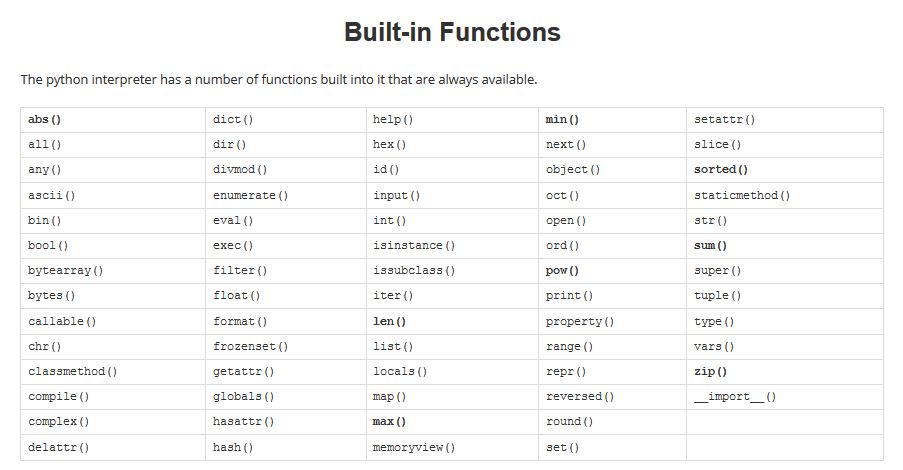 Built-in Functions
The python interpreter has a number of functions built into it that are always available.
abs() dict() help() min() setattr()
all() dir() hex() next() slice()
any() divmod() id() object() sorted()
ascii() enumerate() input() oct() staticmethod()
bin() eval() int() open() str()
bool() exec() isinstance() ord() sum()
bytearray() filter() issubclass() pow() super()
bytes() float() iter() print() tuple()
callable() format() len() property() type()
chr() frozenset() list() range() vars()
classmethod() getattr() locals() repr() zip()
compile() globals() map() reversed() __import__()
complex() hasattr() max() round()
delattr() hash() memoryview() set()